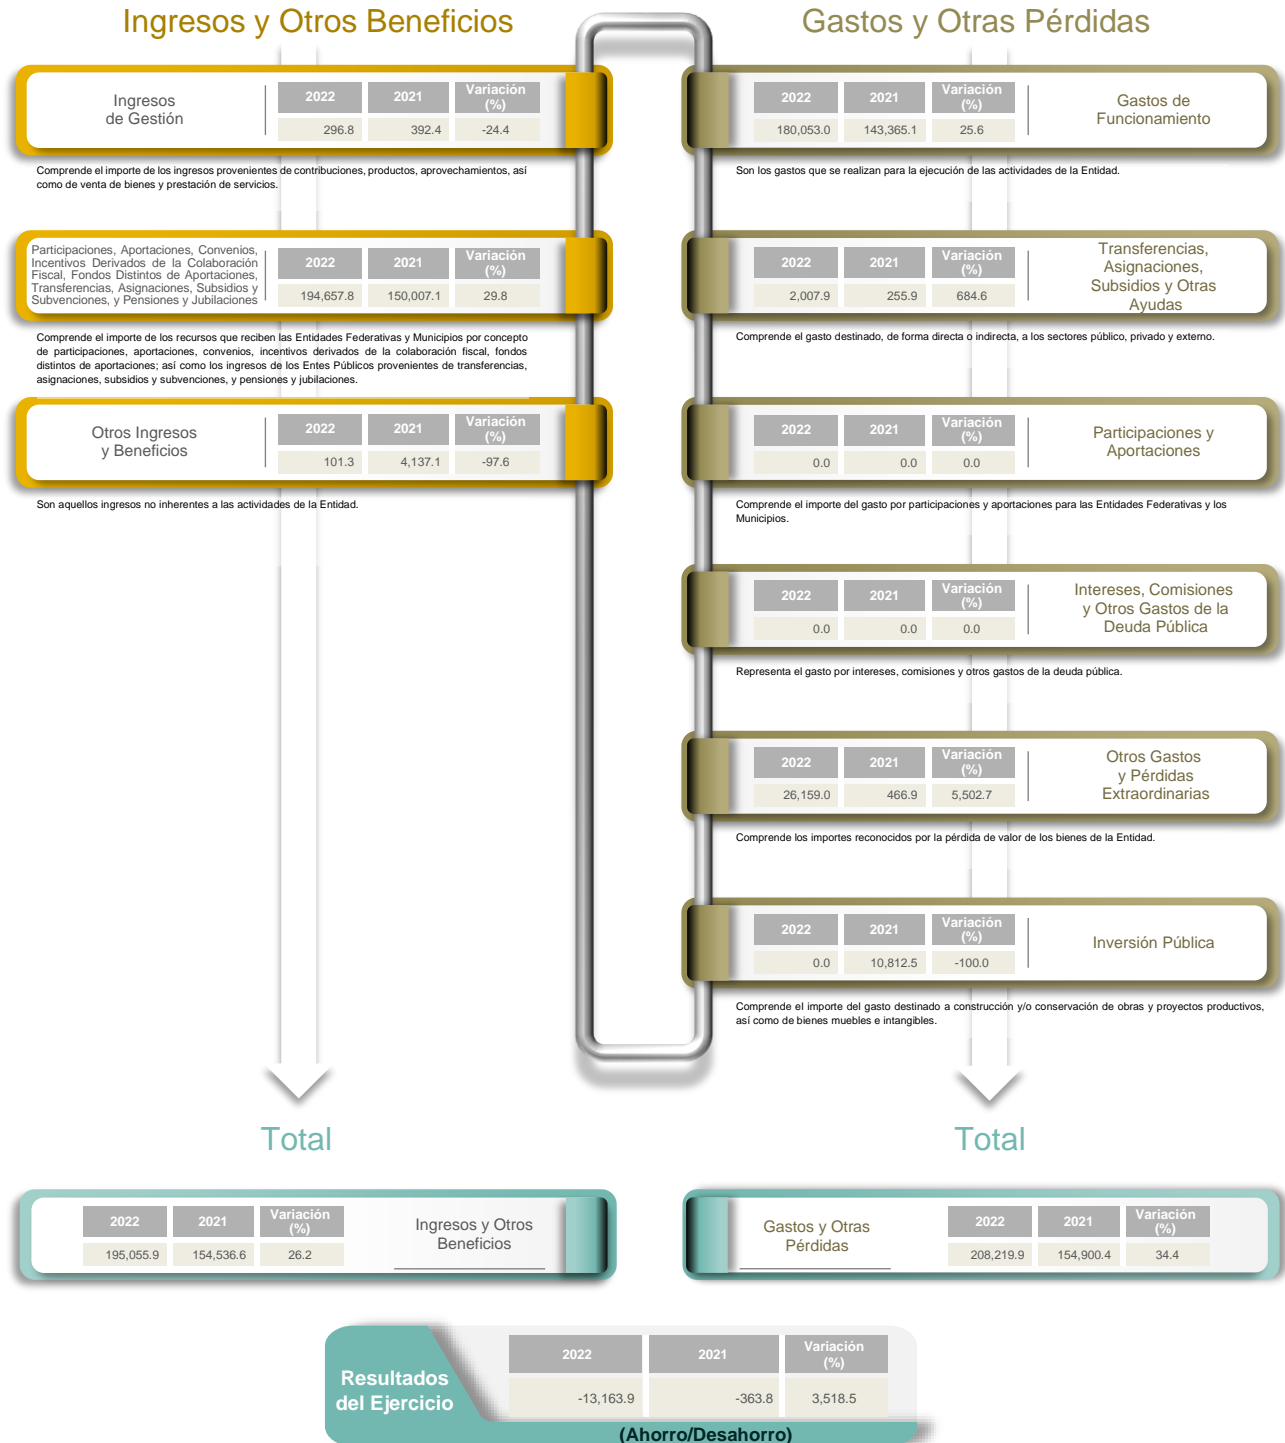 Ingresos y Otros Beneficios
Ingresos
de Gestión
2022 2021 Variación
(%)
296.8 392.4 -24.4
Comprende el importe de los ingresos provenientes de contribuciones, productos, aprovechamientos, así
como de venta de bienes y prestación de servicios.
Participaciones, Aportaciones, Convenios,
Incentivos Derivados de la Colaboración
Fiscal, Fondos Distintos de Aportaciones,
Transferencias, Asignaciones, Subsidios y
Subvenciones, y Pensiones y Jubilaciones
2022 2021 Variación
(%)
194,657.8 150,007.1 29.8
Comprende el importe de los recursos que reciben las Entidades Federativas y Municipios por concepto
de participaciones, aportaciones, convenios, incentivos derivados de la colaboración fiscal, fondos
distintos de aportaciones; así como los ingresos de los Entes Públicos provenientes de transferencias,
asignaciones, subsidios y subvenciones, y pensiones y jubilaciones.
Otros Ingresos
y Beneficios
2022 2021 Variación
(%)
101.3 4,137.1 -97.6
Son aquellos ingresos no inherentes a las actividades de la Entidad.
Total
2022 2021 Variación
(%)
195,055.9 154,536.6 26.2
Ingresos y Otros
Beneficios
Gastos y Otras Pérdidas
2022 2021 Variación
(%)
180,053.0 143,365.1 25.6
Gastos de
Funcionamiento
Son los gastos que se realizan para la ejecución de las actividades de la Entidad.
2022 2021 Variación
(%)
2,007.9 255.9 684.6
Transferencias,
Asignaciones,
Subsidios y Otras
Ayudas
Comprende el gasto destinado, de forma directa o indirecta, a los sectores público, privado y externo.
2022 2021 Variación
(%)
0.0 0.0 0.0
Participaciones y
Aportaciones
Comprende el importe del gasto por participaciones y aportaciones para las Entidades Federativas y los
Municipios.
2022 2021 Variación
(%)
0.0 0.0 0.0
Intereses, Comisiones
y Otros Gastos de la
Deuda Pública
Representa el gasto por intereses, comisiones y otros gastos de la deuda pública.
2022 2021 Variación
(%)
26,159.0 466.9 5,502.7
Otros Gastos
y Pérdidas
Extraordinarias
Comprende los importes reconocidos por la pérdida de valor de los bienes de la Entidad.
2022 2021 Variación
(%)
0.0 10,812.5 -100.0
Inversión Pública
Comprende el importe del gasto destinado a construcción y/o conservación de obras y proyectos productivos,
así como de bienes muebles e intangibles.
Total
Gastos y Otras
Pérdidas
2022 2021 Variación
(%)
208,219.9 154,900.4 34.4
Resultados
del Ejercicio
2022 2021 Variación
(%)
-13,163.9 -363.8 3,518.5
(Ahorro/Desahorro)